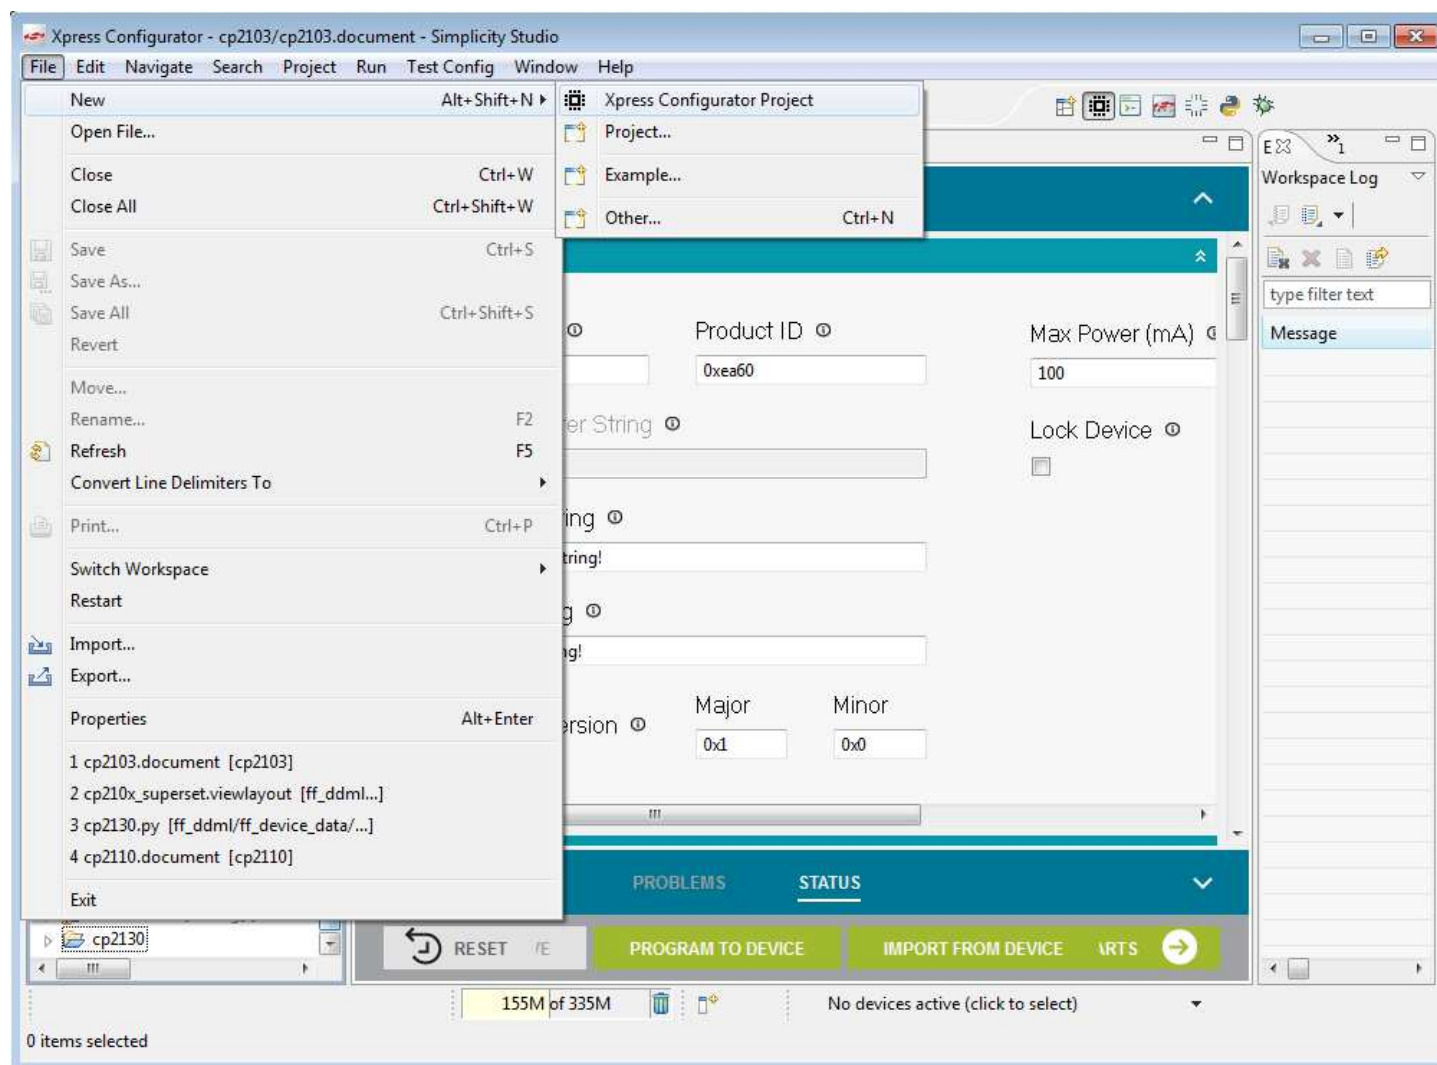 Xpress Configurator - cp2103/cp2103.document - Simplicity Studio
File Edit Navigate Search Project Run Test Config Window Help
New Alt+Shift+N
Open File...
Close Ctrl+W
Close All Ctrl+Shift+W
Save Ctrl+S
Save As...
Save All Ctrl+Shift+S
Revert
Move...
Rename... F2
Refresh F5
Convert Line Delimiters To
Print... Ctrl+P
Switch Workspace
Restart
Import...
Export...
Properties Alt+Enter
1 cp2103.document [cp2103]
2 cp210x_superset.viewlayout [ff_ddml...]
3 cp2130.py [ff_ddml/ff_device_data/...]
4 cp2110.document [cp2110]
Exit
Xpress Configurator Project
Project...
Example...
Other... Ctrl+N
Product ID
Max Power (mA)
0xea60
100
er String
Lock Device
ing
tring!
g
ng!
Major Minor
ersion
0x1 0x0
PROBLEMS STATUS
cp2130
RESET PROGRAM TO DEVICE IMPORT FROM DEVICE ARTS
E
1
Workspace Log
type filter text
Message
155M of 335M
No devices active (click to select)
0 items selected